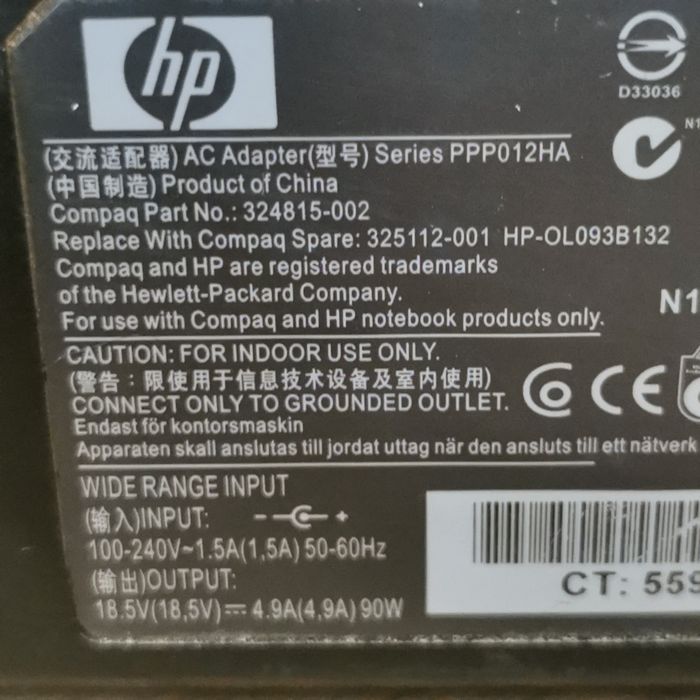 hp
D33036
N1
(交流适配器) AC Adapter(型号) Series PPP012HA
(中国制造) Product of China
Compaq Part No.: 324815-002
Replace With Compaq Spare: 325112-001 HP-OL093B132
Compaq and HP are registered trademarks
of the Hewlett-Packard Company.
N1
For use with Compaq and HP notebook products only.
CAUTION: FOR INDOOR USE ONLY.
(警告：限使用于信息技术设备及室内使用)
CONNECT ONLY TO GROUNDED OUTLET.
CE
Endast för kontorsmaskin
Apparaten skall anslutas till jordat uttag när den ansluts till ett nätverk
WIDE RANGE INPUT
(输入)INPUT: - +
100-240V~1.5A(1,5A) 50-60Hz
(输出)OUTPUT:
18.5V(18,5V)⎓ 4.9A(4,9A) 90W
CT: 559